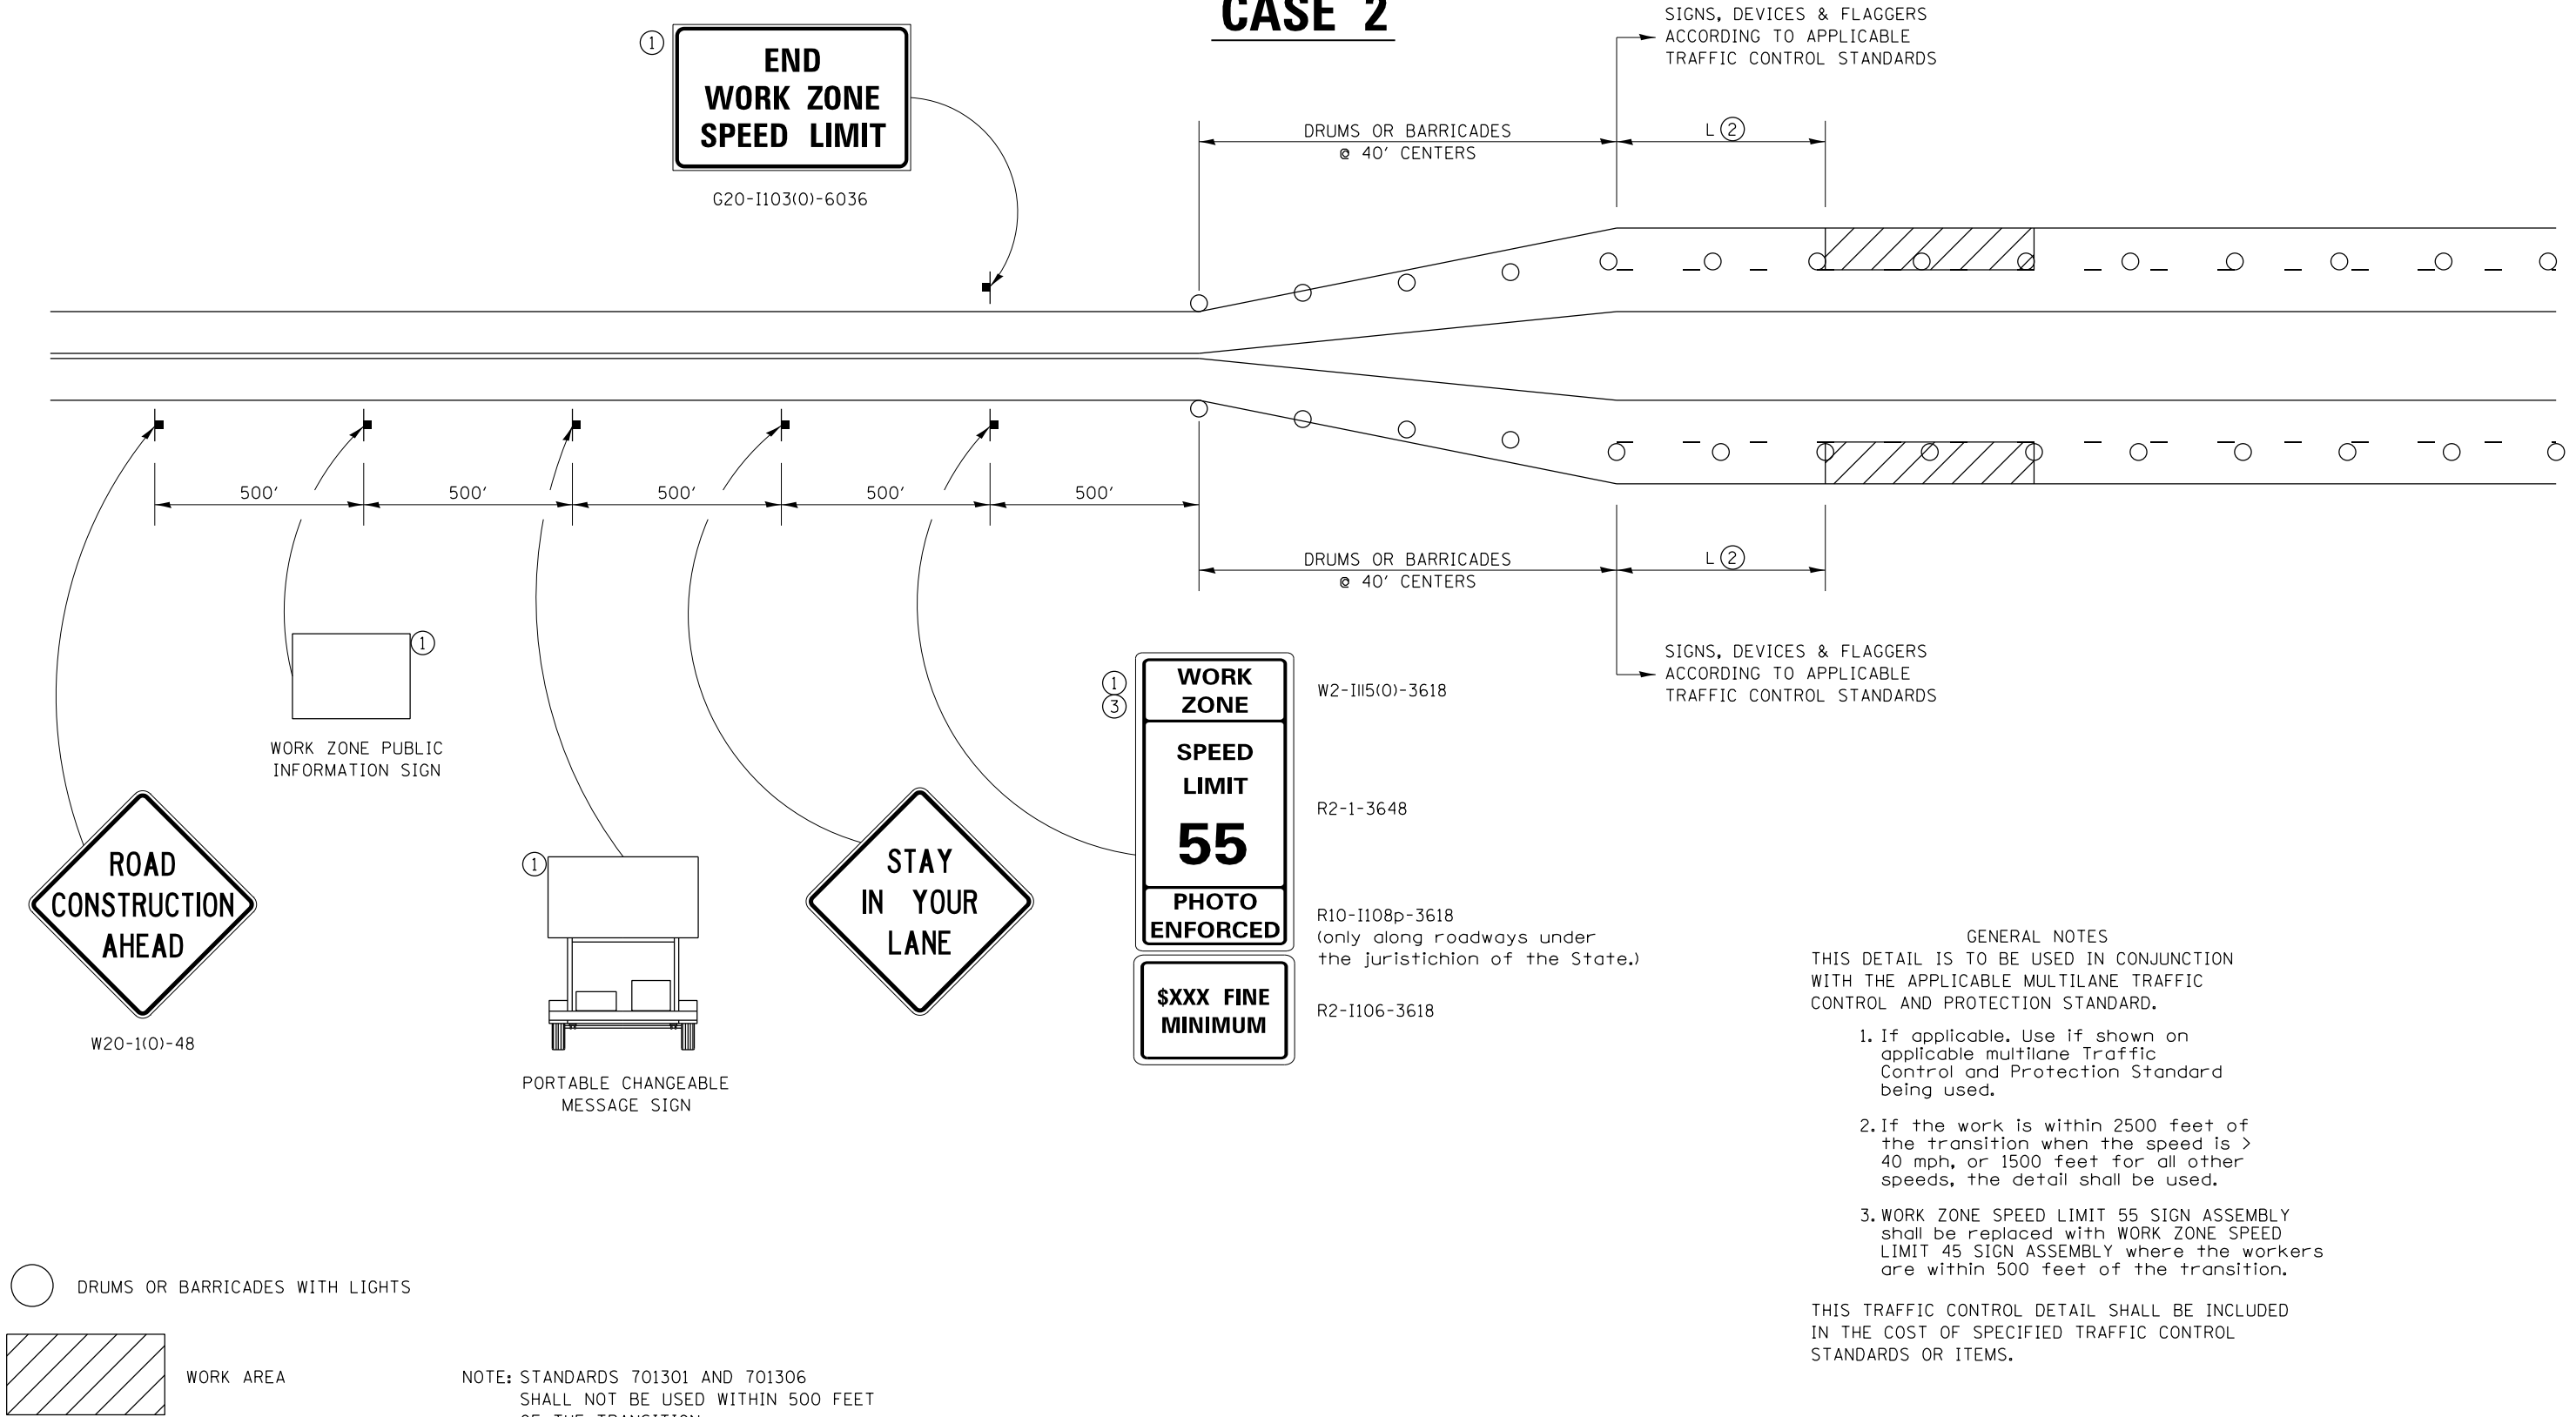 CASE 2
SIGNS, DEVICES & FLAGGERS
ACCORDING TO APPLICABLE
TRAFFIC CONTROL STANDARDS
1
END
WORK ZONE
SPEED LIMIT
G20-I103(O)-6036
DRUMS OR BARRICADES
@ 40' CENTERS
L 2
500'
500'
500'
500'
500'
DRUMS OR BARRICADES
@ 40' CENTERS
L 2
SIGNS, DEVICES & FLAGGERS
ACCORDING TO APPLICABLE
TRAFFIC CONTROL STANDARDS
1
WORK ZONE PUBLIC
INFORMATION SIGN
ROAD
CONSTRUCTION
AHEAD
W20-1(O)-48
1
PORTABLE CHANGEABLE
MESSAGE SIGN
STAY
IN YOUR
LANE
1
3
WORK
ZONE
W2-I115(O)-3618
SPEED
LIMIT
55
R2-1-3648
PHOTO
ENFORCED
R10-I108p-3618
(only along roadways under
the juristichion of the State.)
$XXX FINE
MINIMUM
R2-I106-3618
GENERAL NOTES
THIS DETAIL IS TO BE USED IN CONJUNCTION
WITH THE APPLICABLE MULTILANE TRAFFIC
CONTROL AND PROTECTION STANDARD.
1. If applicable. Use if shown on
applicable multilane Traffic
Control and Protection Standard
being used.
2. If the work is within 2500 feet of
the transition when the speed is >
40 mph, or 1500 feet for all other
speeds, the detail shall be used.
3. WORK ZONE SPEED LIMIT 55 SIGN ASSEMBLY
shall be replaced with WORK ZONE SPEED
LIMIT 45 SIGN ASSEMBLY where the workers
are within 500 feet of the transition.
THIS TRAFFIC CONTROL DETAIL SHALL BE INCLUDED
IN THE COST OF SPECIFIED TRAFFIC CONTROL
STANDARDS OR ITEMS.
DRUMS OR BARRICADES WITH LIGHTS
WORK AREA
NOTE: STANDARDS 701301 AND 701306
SHALL NOT BE USED WITHIN 500 FEET
OF THE TRANSITION